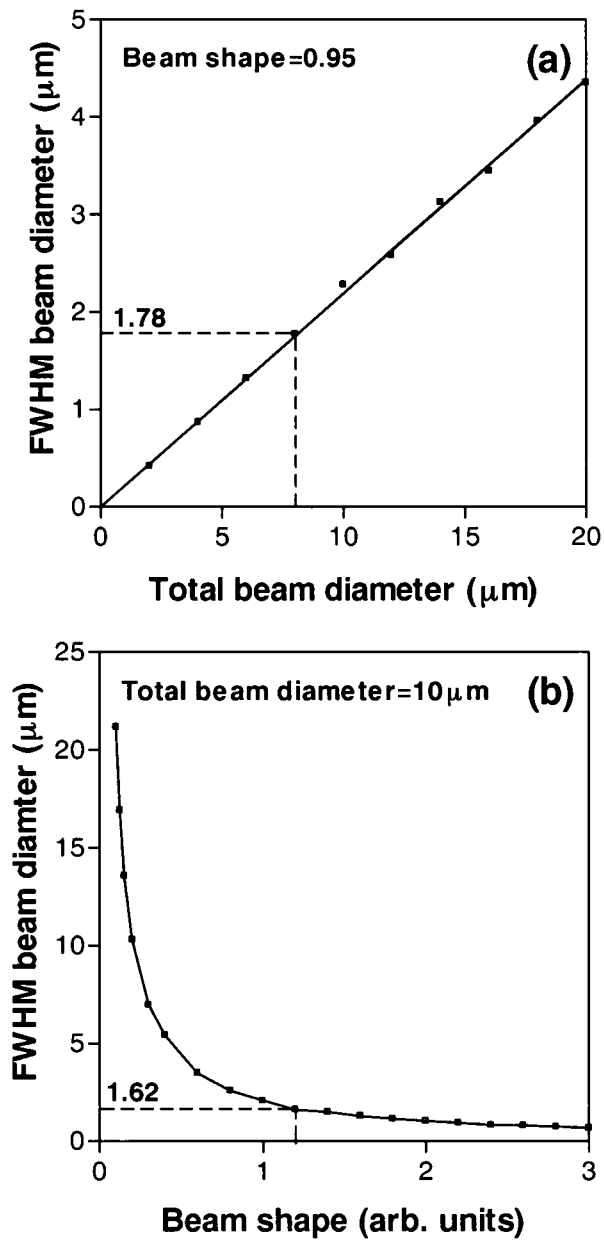 5
Beam shape=0.95
(a)
4
3
2
1.78
1
0
0
5
10
15
20
FWHM beam diameter (μm)
Total beam diameter (μm)
25
Total beam diameter=10μm
(b)
20
15
10
5
1.62
0
0
1
2
3
FWHM beam diamter (μm)
Beam shape (arb. units)